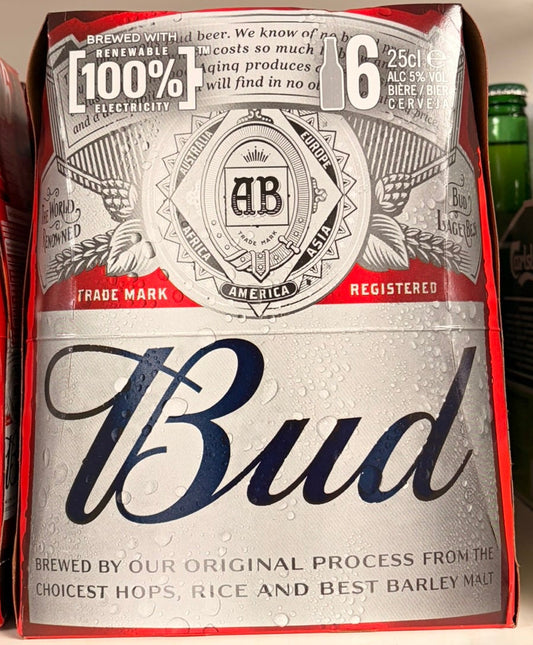 BREWED WITH
RENEWABLE
[100%]™
ELECTRICITY
beer. We know of no
costs so much
produces
will find in no
6
25cl e
ALC 5% VOL
BIÈRE / BIER
CERVEJA
AUSTRALIA
EUROPE
AB
TRADE MARK
AFRICA
ASIA
AMERICA
THE WORLD
RENOWNED
BUD
LAGER BEER
TRADE MARK
REGISTERED
Bud
BREWED BY OUR ORIGINAL PROCESS FROM THE
CHOICEST HOPS, RICE AND BEST BARLEY MALT
Carlsb